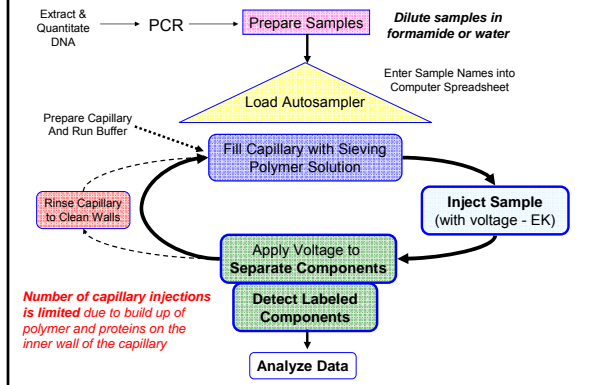 Extract &
Quantitate
DNA
PCR
Prepare Samples
Dilute samples in
formamide or water
Enter Sample Names into
Computer Spreadsheet
Load Autosampler
Prepare Capillary
And Run Buffer
Fill Capillary with Sieving
Polymer Solution
Rinse Capillary
to Clean Walls
Inject Sample
(with voltage - EK)
Apply Voltage to
Separate Components
Number of capillary injections
is limited due to build up of
polymer and proteins on the
inner wall of the capillary
Detect Labeled
Components
Analyze Data